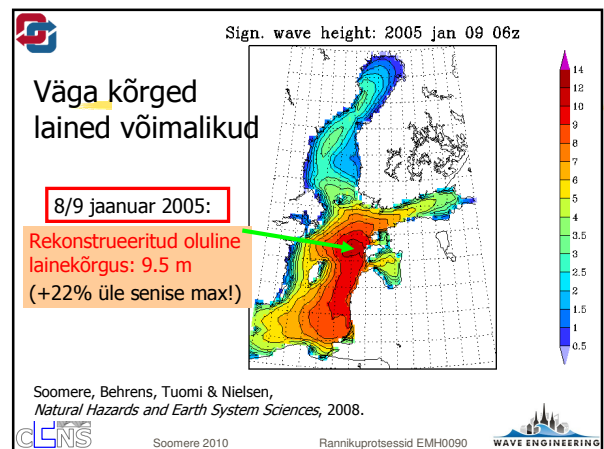 Sign. wave height: 2005 jan 09 06z
Väga kõrged
lained võimalikud
8/9 jaanuar 2005:
Rekonstrueeritud oluline
lainekõrgus: 9.5 m
(+22% üle senise max!)
14
12
10
9
8
7
6
5
4
3.5
3
2.5
2
1.5
1
0.5
Soomere, Behrens, Tuomi & Nielsen,
Natural Hazards and Earth System Sciences, 2008.
CENS
Soomere 2010
Rannikuprotsessid EMH0090
WAVE ENGINEERING